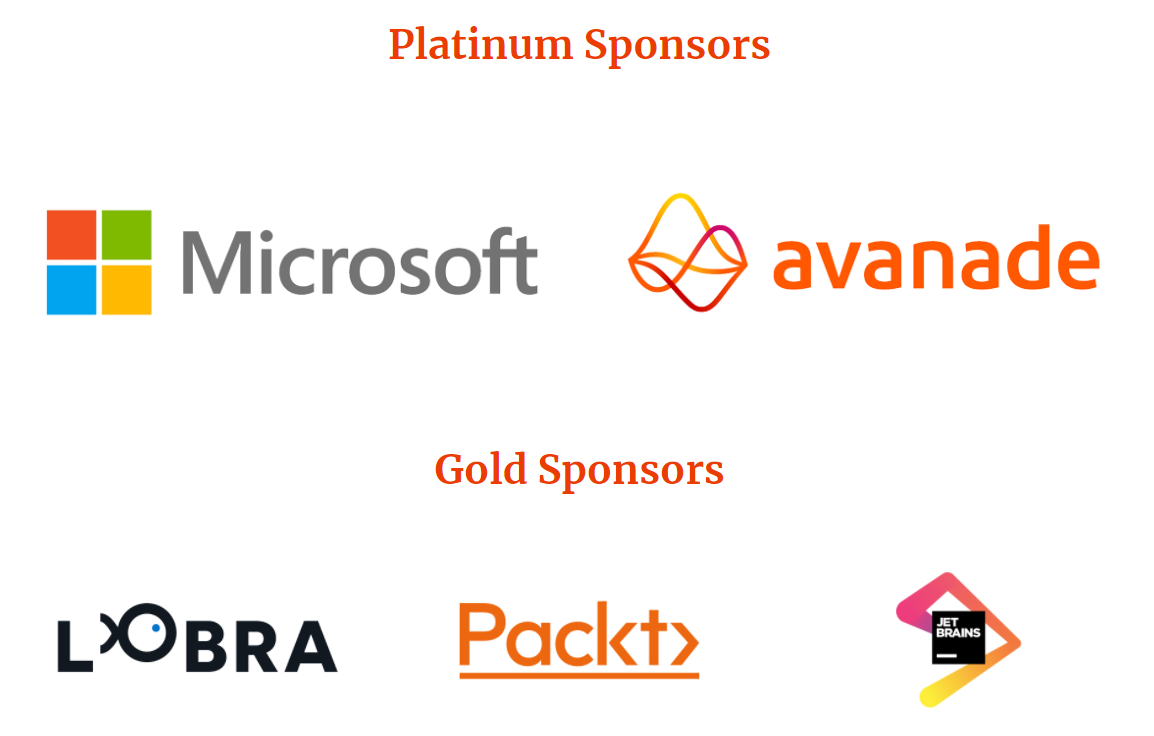 Platinum Sponsors
Microsoft
avanade
Gold Sponsors
LOBRA
Packt>
JET
BRAINS